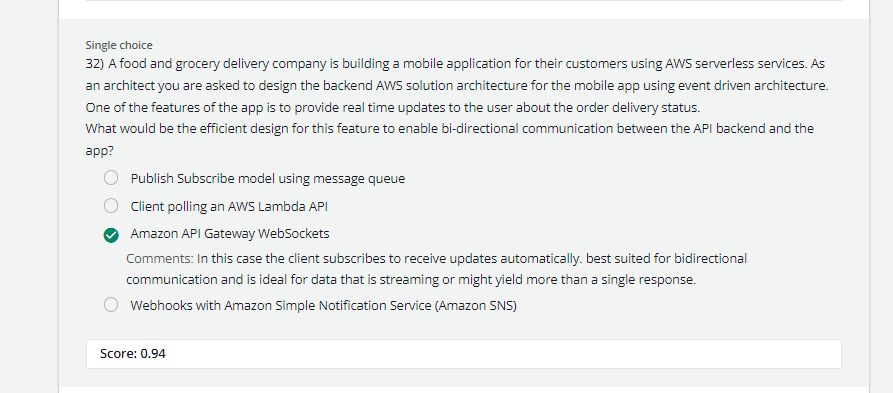 Single choice
32) A food and grocery delivery company is building a mobile application for their customers using AWS serverless services. As
an architect you are asked to design the backend AWS solution architecture for the mobile app using event driven architecture.
One of the features of the app is to provide real time updates to the user about the order delivery status.
What would be the efficient design for this feature to enable bi-directional communication between the API backend and the
app?
Publish Subscribe model using message queue
Client polling an AWS Lambda API
Amazon API Gateway WebSockets
Comments: In this case the client subscribes to receive updates automatically. best suited for bidirectional
communication and is ideal for data that is streaming or might yield more than a single response.
Webhooks with Amazon Simple Notification Service (Amazon SNS)
Score: 0.94